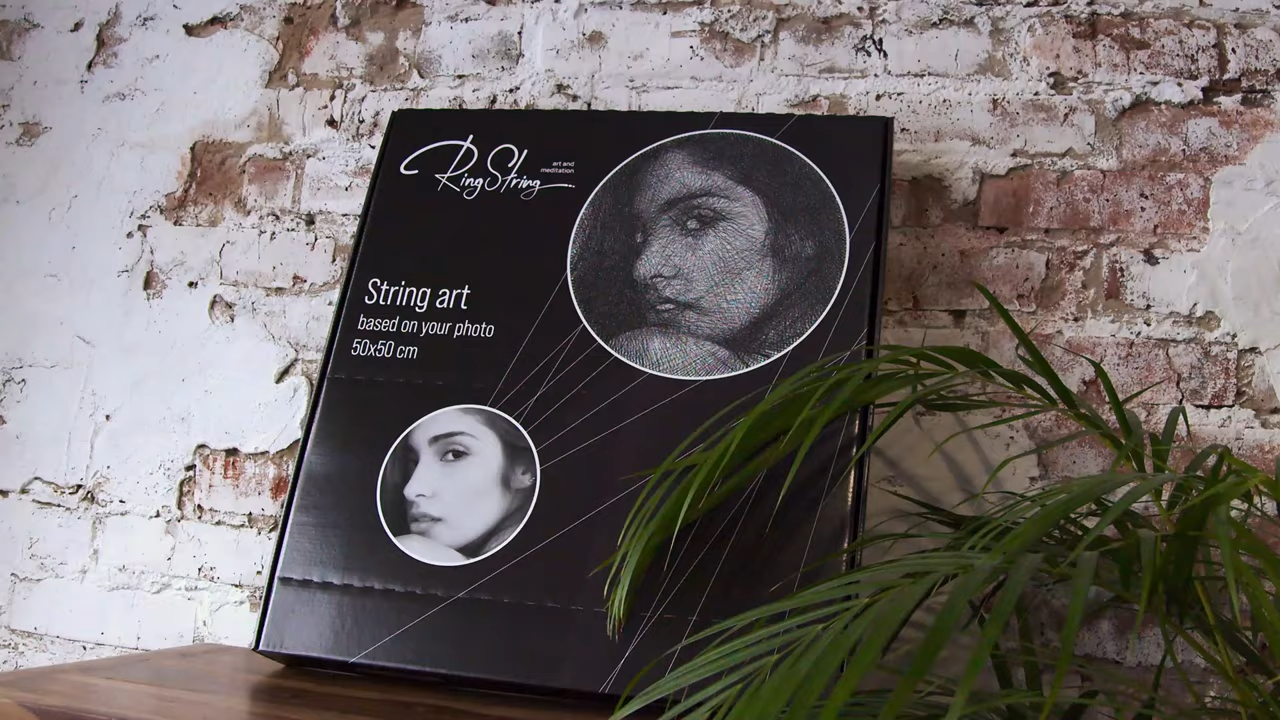 RingString
art and
meditation
String art
based on your photo
50x50 cm